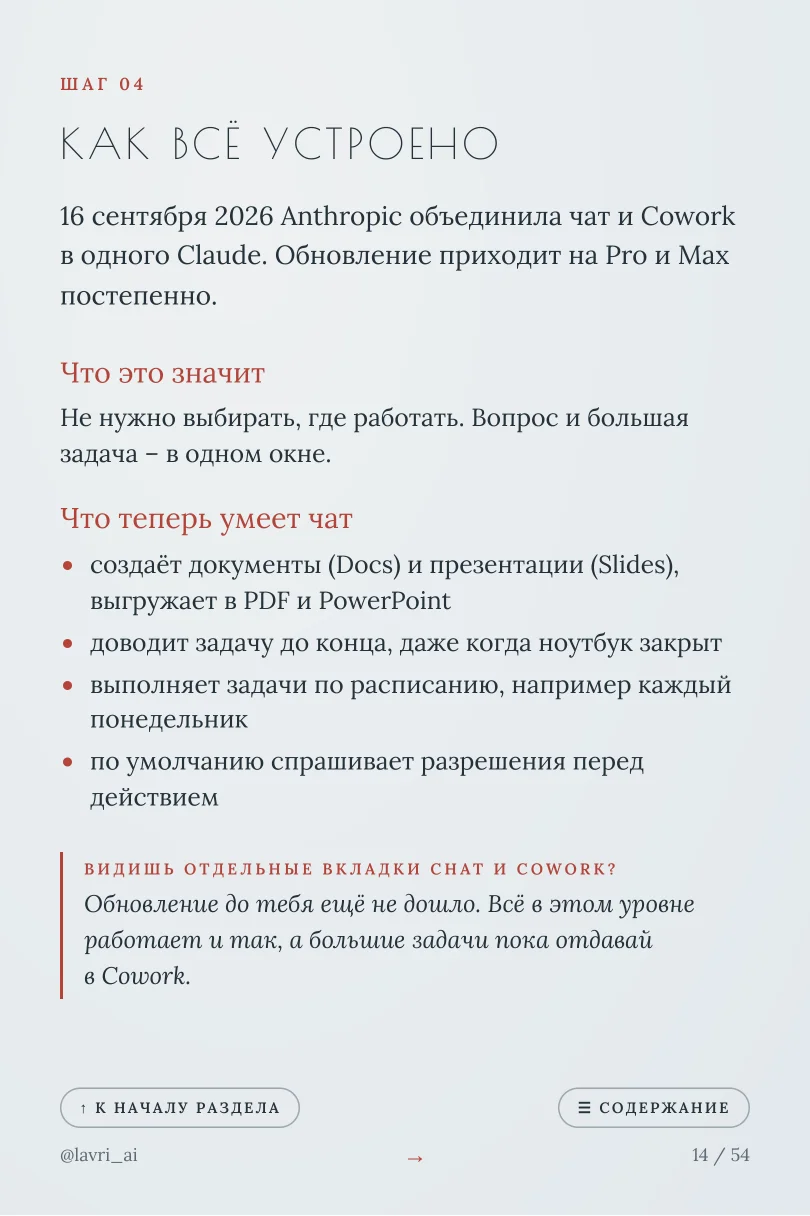 ШАГ 04
КАК ВСЁ УСТРОЕНО
16 сентября 2026 Anthropic объединила чат и Cowork
в одного Claude. Обновление приходит на Pro и Max
постепенно.
Что это значит
Не нужно выбирать, где работать. Вопрос и большая
задача – в одном окне.
Что теперь умеет чат
• создаёт документы (Docs) и презентации (Slides),
выгружает в PDF и PowerPoint
• доводит задачу до конца, даже когда ноутбук закрыт
• выполняет задачи по расписанию, например каждый
понедельник
• по умолчанию спрашивает разрешения перед
действием
ВИДИШЬ ОТДЕЛЬНЫЕ ВКЛАДКИ CHAT И COWORK?
Обновление до тебя ещё не дошло. Всё в этом уровне
работает и так, а большие задачи пока отдавай
в Cowork.
↑ К НАЧАЛУ РАЗДЕЛА
☰ СОДЕРЖАНИЕ
@lavri_ai
→
14 / 54